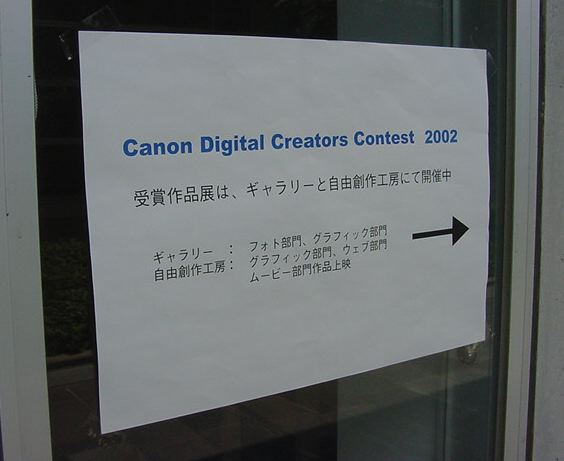 Canon Digital Creators Contest 2002
受賞作品展は、ギャラリーと自由創作工房にて開催中
ギャラリー ： フォト部門、グラフィック部門
自由創作工房： グラフィック部門、ウェブ部門
ムービー部門作品上映